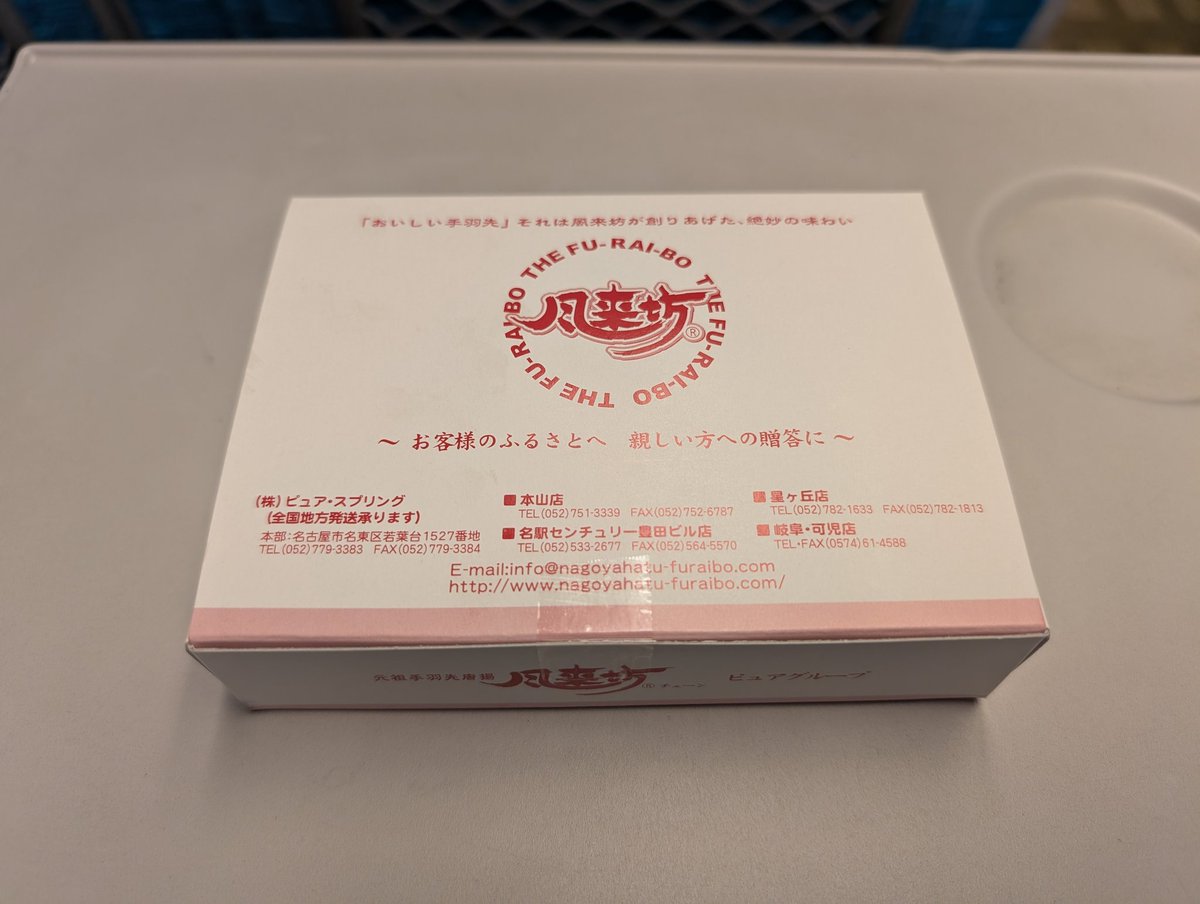 「おいしい手羽先」それは風来坊が創りあげた、絶妙の味わい
THE FU-RAI-BO THE FU-RAI-BO THE FU-RAI-BO
風来坊®
～ お客様のふるさとへ 親しい方への贈答に ～
(株)ピュア・スプリング
(全国地方発送承ります)
本部:名古屋市名東区若葉台1527番地
TEL(052)779-3383 FAX(052)779-3384
■本山店
TEL(052)751-3339 FAX(052)752-6787
■名駅センチュリー豊田ビル店
TEL(052)533-2677 FAX(052)564-5570
■星ヶ丘店
TEL(052)782-1633 FAX(052)782-1813
■岐阜・可児店
TEL・FAX(0574)61-4588
E-mail:info@nagoyahatu-furaibo.com
http://www.nagoyahatu-furaibo.com/
元祖手羽先唐揚 風来坊® チェーン ピュアグループ